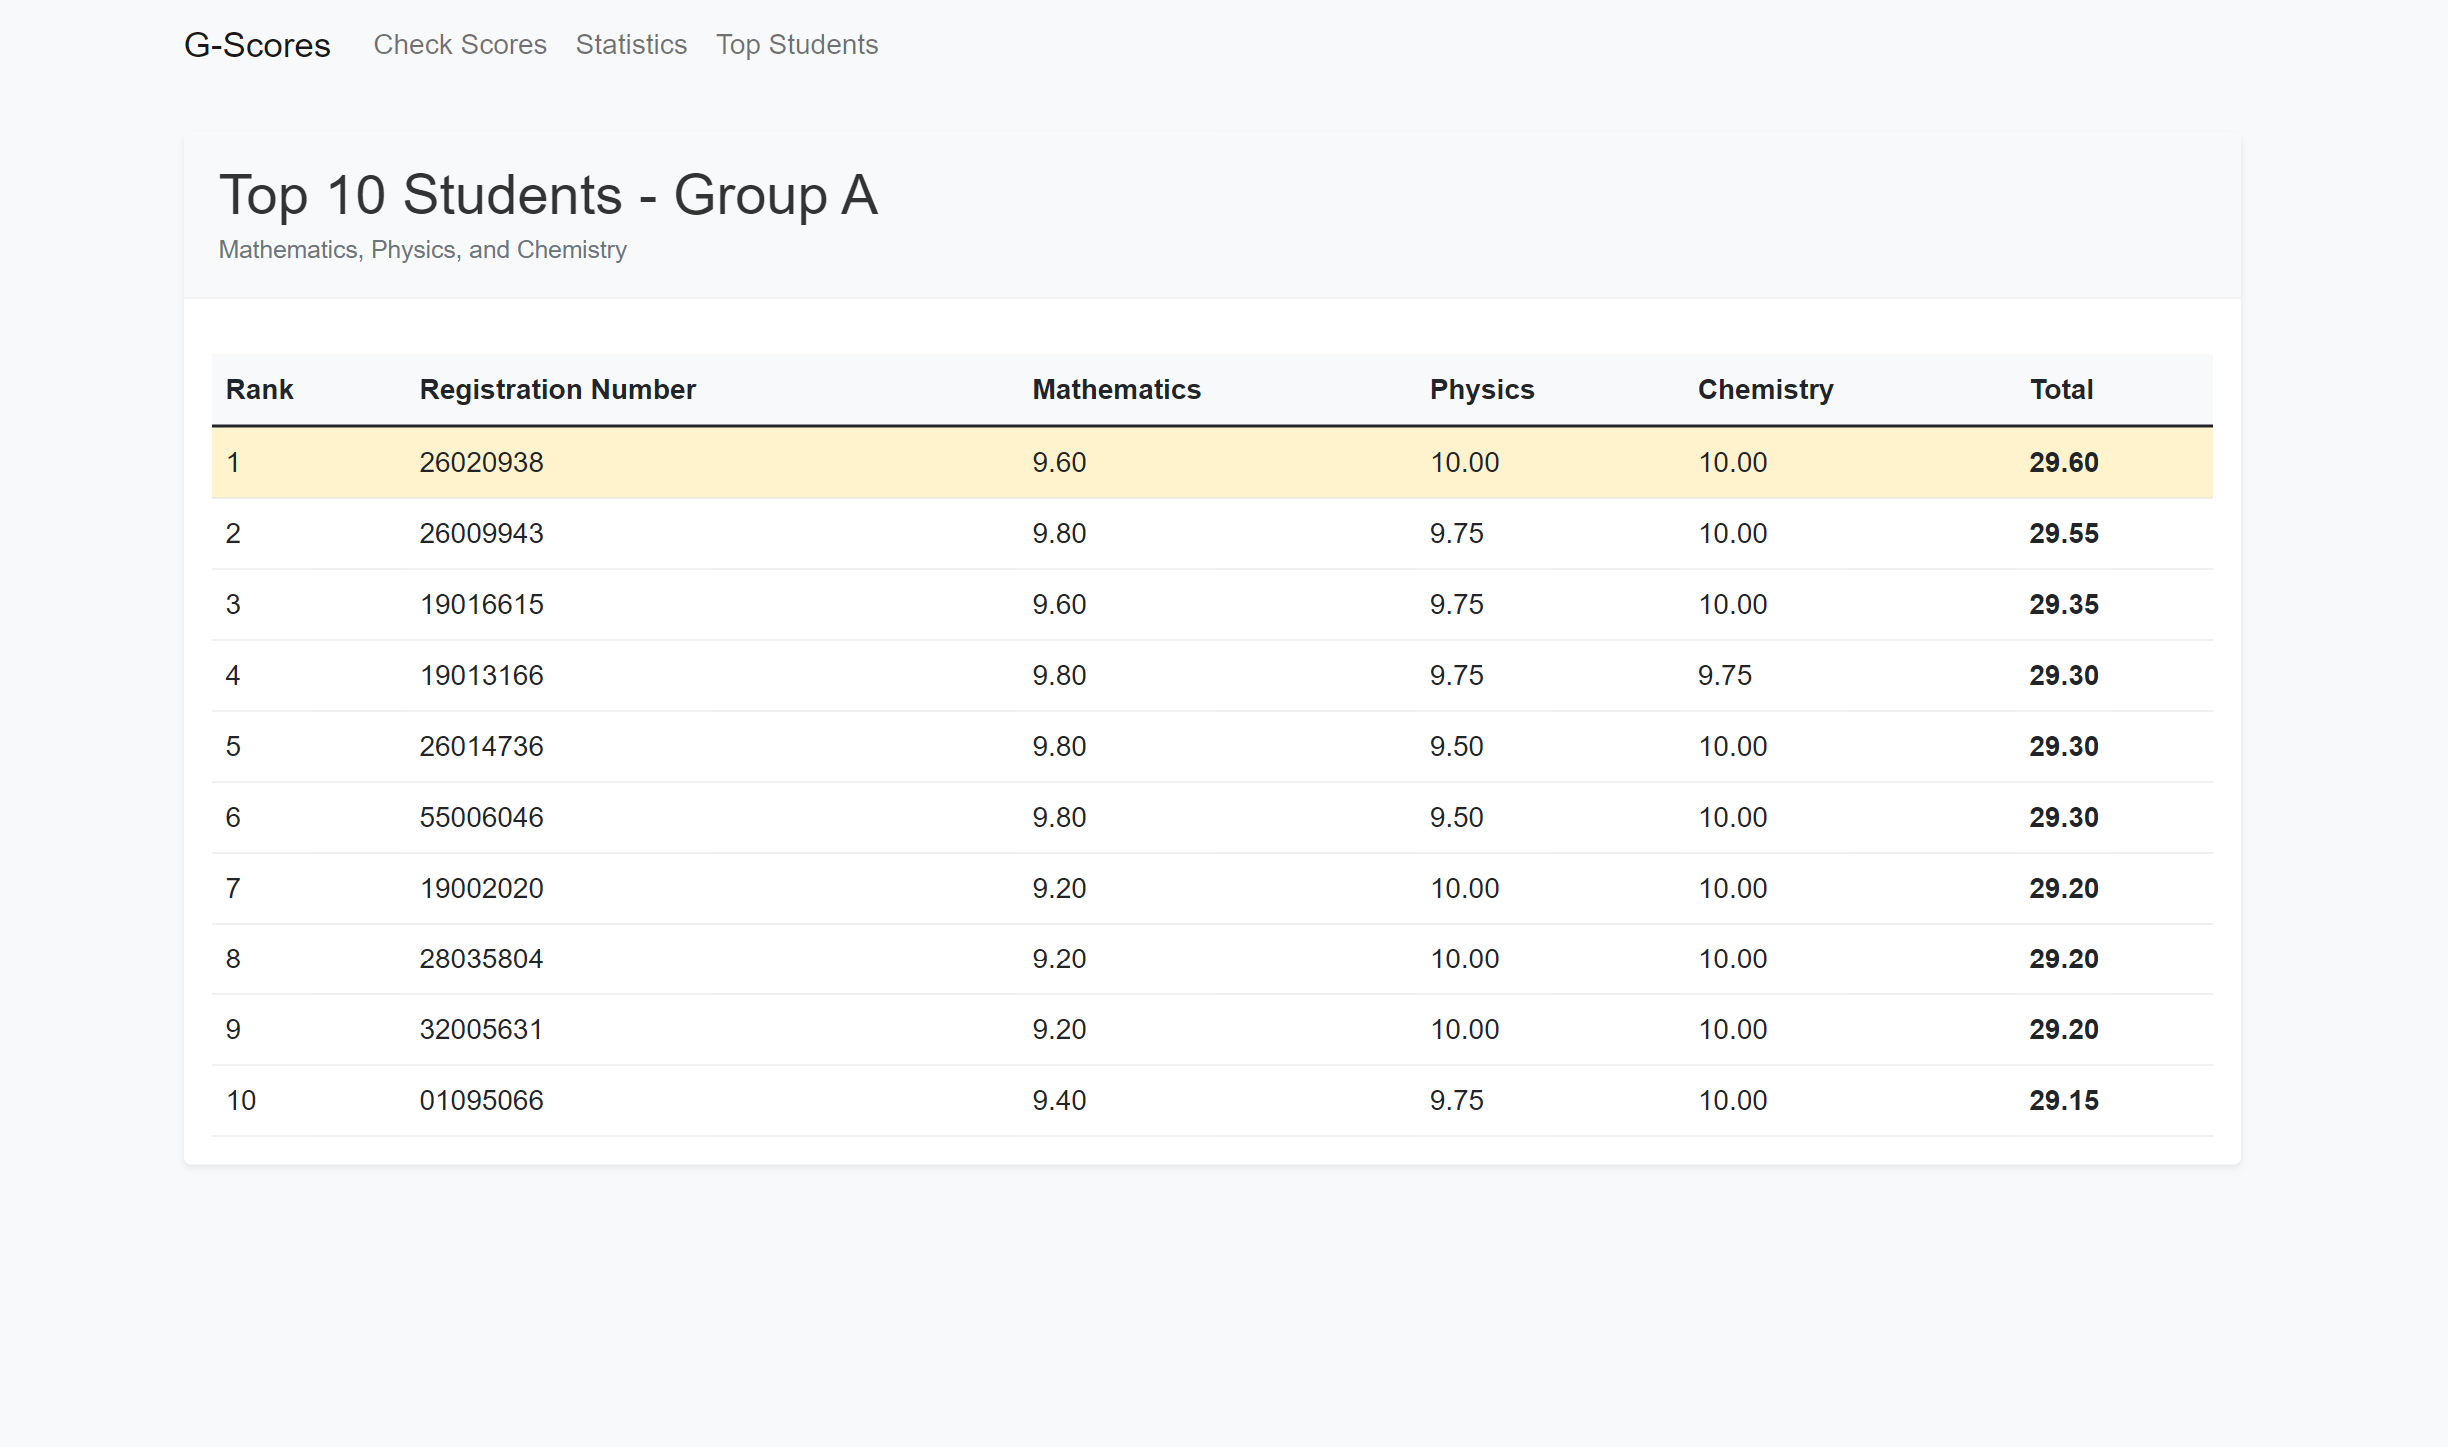 G-Scores Check Scores Statistics Top Students
Top 10 Students - Group A
Mathematics, Physics, and Chemistry
Rank Registration Number Mathematics Physics Chemistry Total
1 26020938 9.60 10.00 10.00 29.60
2 26009943 9.80 9.75 10.00 29.55
3 19016615 9.60 9.75 10.00 29.35
4 19013166 9.80 9.75 9.75 29.30
5 26014736 9.80 9.50 10.00 29.30
6 55006046 9.80 9.50 10.00 29.30
7 19002020 9.20 10.00 10.00 29.20
8 28035804 9.20 10.00 10.00 29.20
9 32005631 9.20 10.00 10.00 29.20
10 01095066 9.40 9.75 10.00 29.15